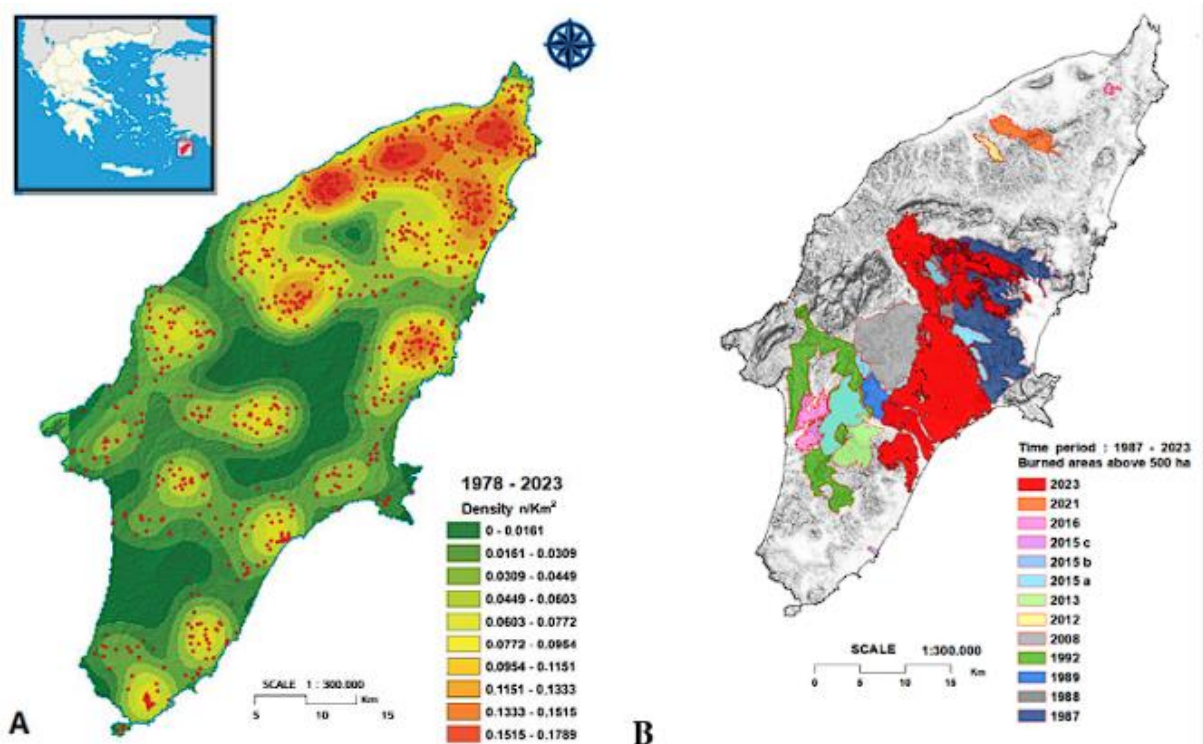 1978 - 2023
Density n/Km²
0 - 0.0161
0.0161 - 0.0309
0.0309 - 0.0449
0.0449 - 0.0603
0.0603 - 0.0772
0.0772 - 0.0954
0.0954 - 0.1151
0.1151 - 0.1333
0.1333 - 0.1515
0.1515 - 0.1789
SCALE 1 : 300.000
Km
5 10 15
A
Time period : 1987 - 2023
Burned areas above 500 ha
2023
2021
2016
2015 c
2015 b
2015 a
2013
2012
2008
1992
1989
1988
1987
SCALE 1:300.000
0 5 10 15 Km
B